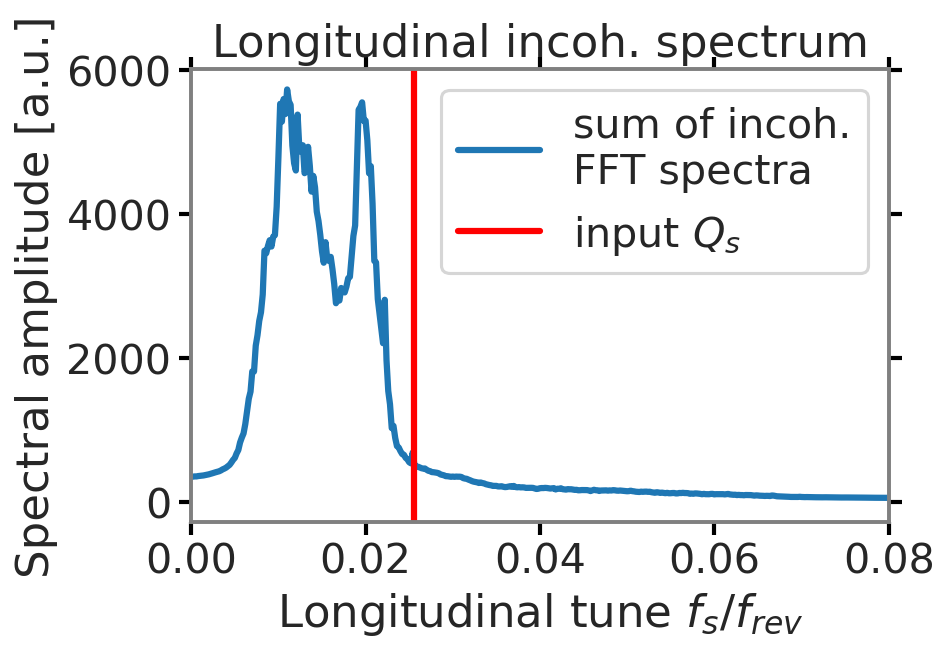 Longitudinal incoh. spectrum
Spectral amplitude [a.u.]
6000
4000
2000
0
sum of incoh.
FFT spectra
input Qₛ
0.00 0.02 0.04 0.06 0.08
Longitudinal tune fₛ/f_rev